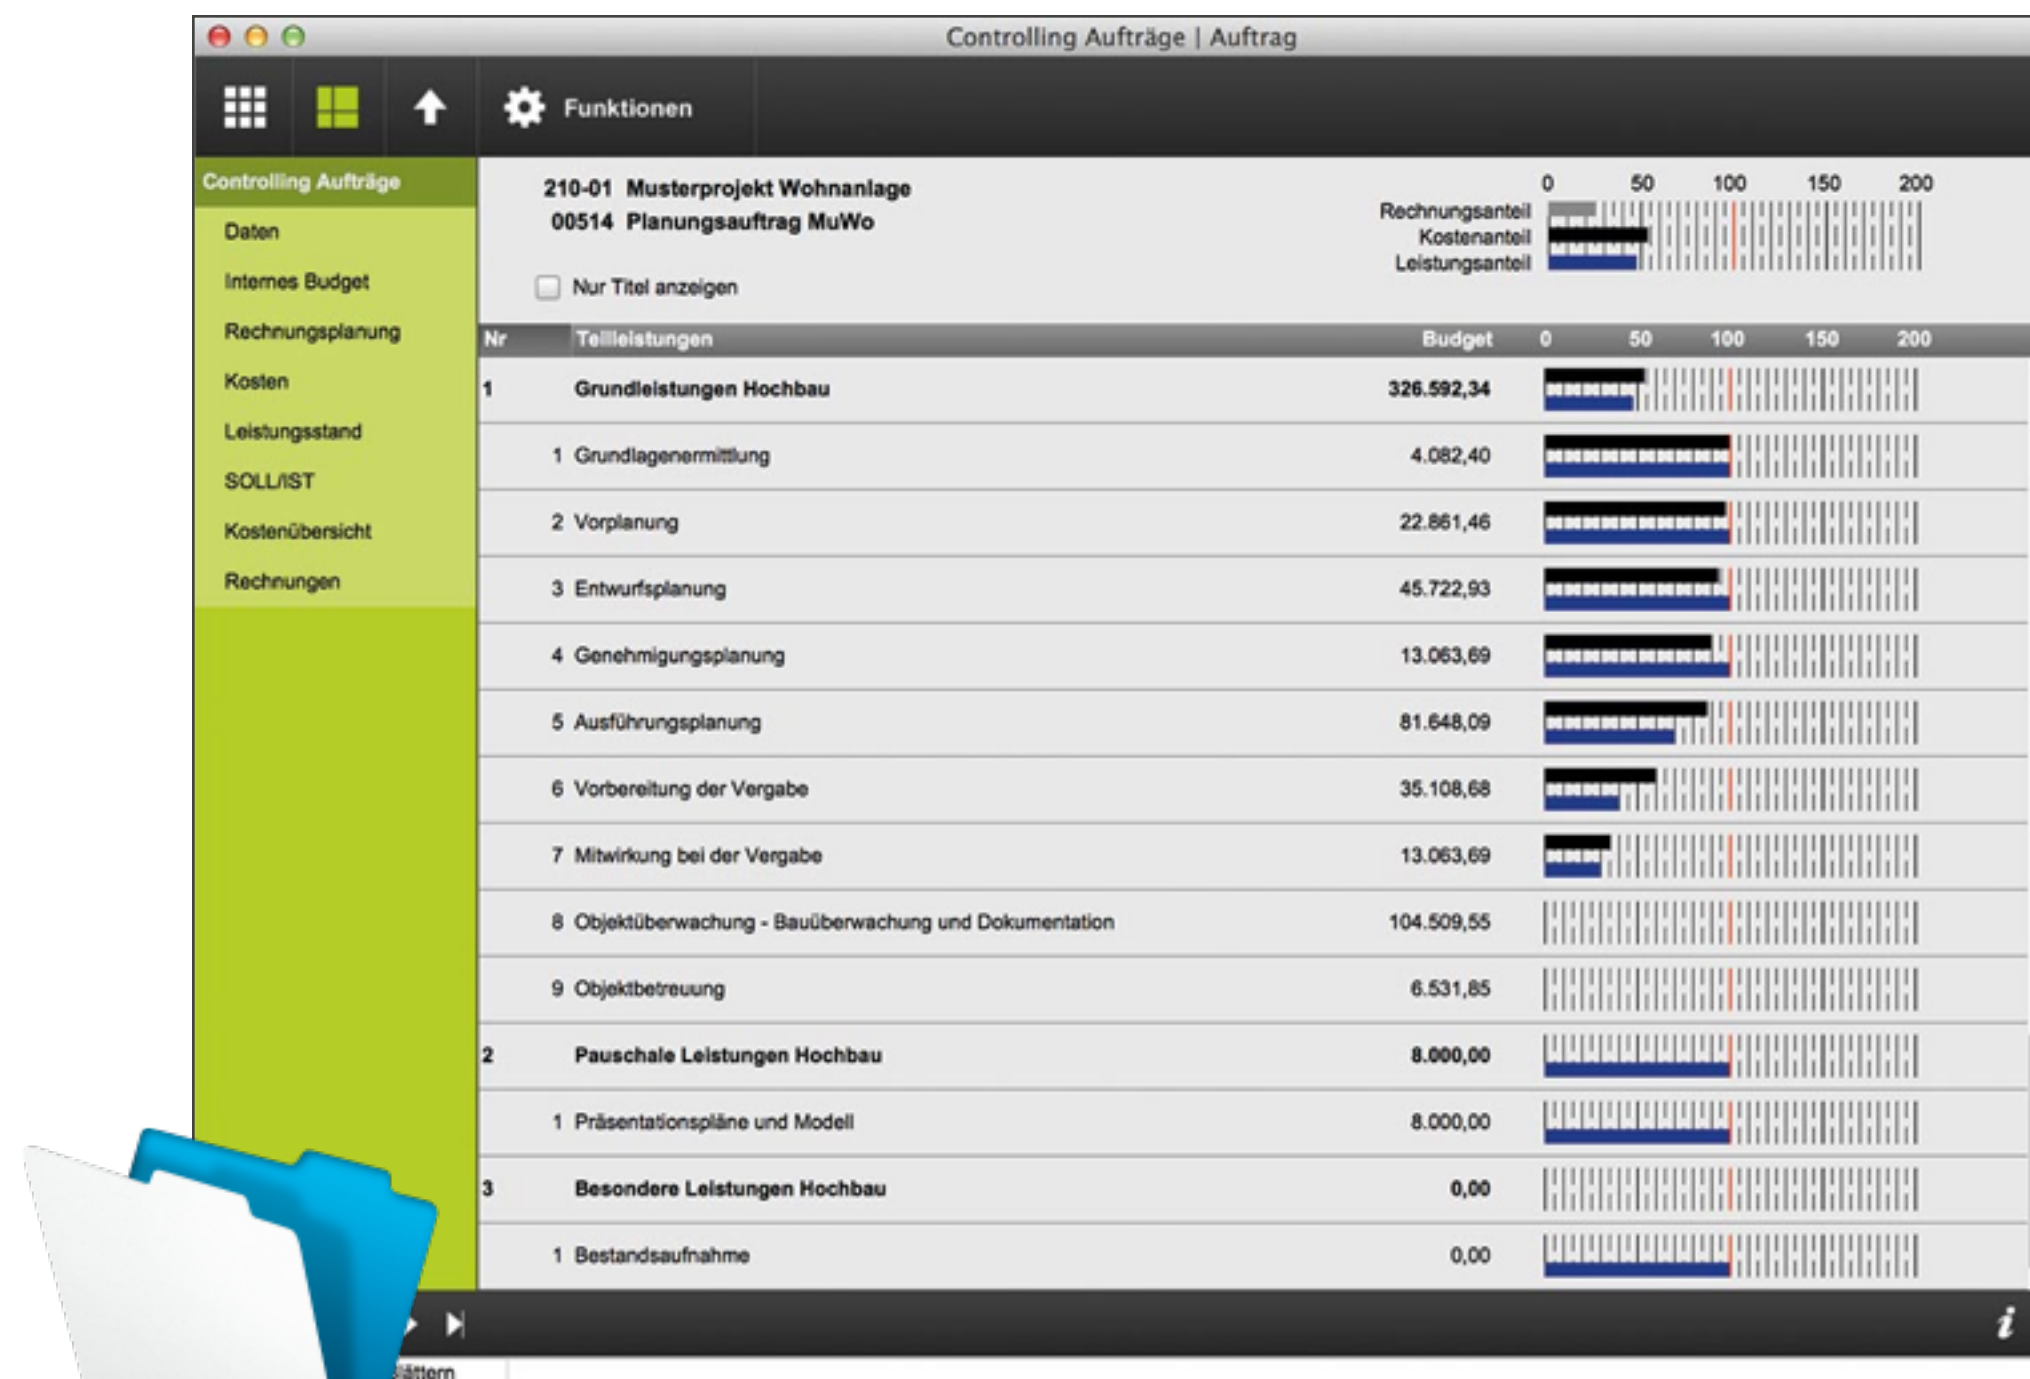 Controlling Aufträge | Auftrag
Funktionen
Controlling Aufträge
Daten
Internes Budget
Rechnungsplanung
Kosten
Leistungsstand
SOLL/IST
Kostenübersicht
Rechnungen
210-01 Musterprojekt Wohnanlage
00514 Planungsauftrag MuWo
Nur Titel anzeigen
0 50 100 150 200
Rechnungsanteil
Kostenanteil
Leistungsanteil
Nr Teilleistungen Budget 0 50 100 150 200
1 Grundleistungen Hochbau 326.592,34
1 Grundlagenermittlung 4.082,40
2 Vorplanung 22.861,46
3 Entwurfsplanung 45.722,93
4 Genehmigungsplanung 13.063,69
5 Ausführungsplanung 81.648,09
6 Vorbereitung der Vergabe 35.108,68
7 Mitwirkung bei der Vergabe 13.063,69
8 Objektüberwachung - Bauüberwachung und Dokumentation 104.509,55
9 Objektbetreuung 6.531,85
2 Pauschale Leistungen Hochbau 8.000,00
1 Präsentationspläne und Modell 8.000,00
3 Besondere Leistungen Hochbau 0,00
1 Bestandsaufnahme 0,00
i